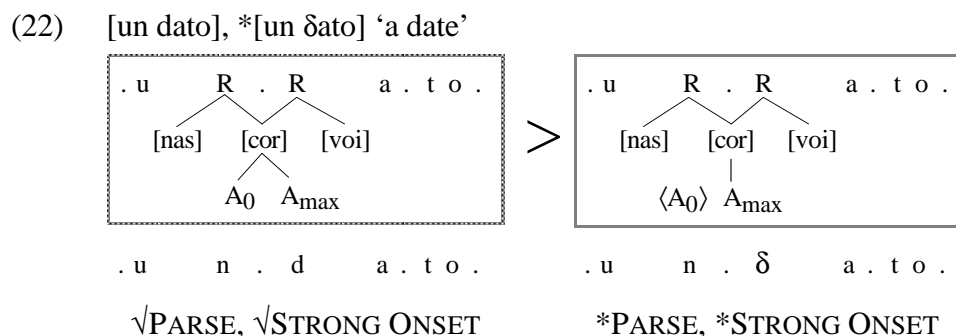 (22) [un dato], *[un δato] ‘a date’
. u R . R a . t o . . u R . R a . t o .
[nas] [cor] [voi] > [nas] [cor] [voi]
A₀ Aₘₐₓ ⟨A₀⟩ Aₘₐₓ
. u n . d a . t o . . u n . δ a . t o .
√PARSE, √STRONG ONSET *PARSE, *STRONG ONSET